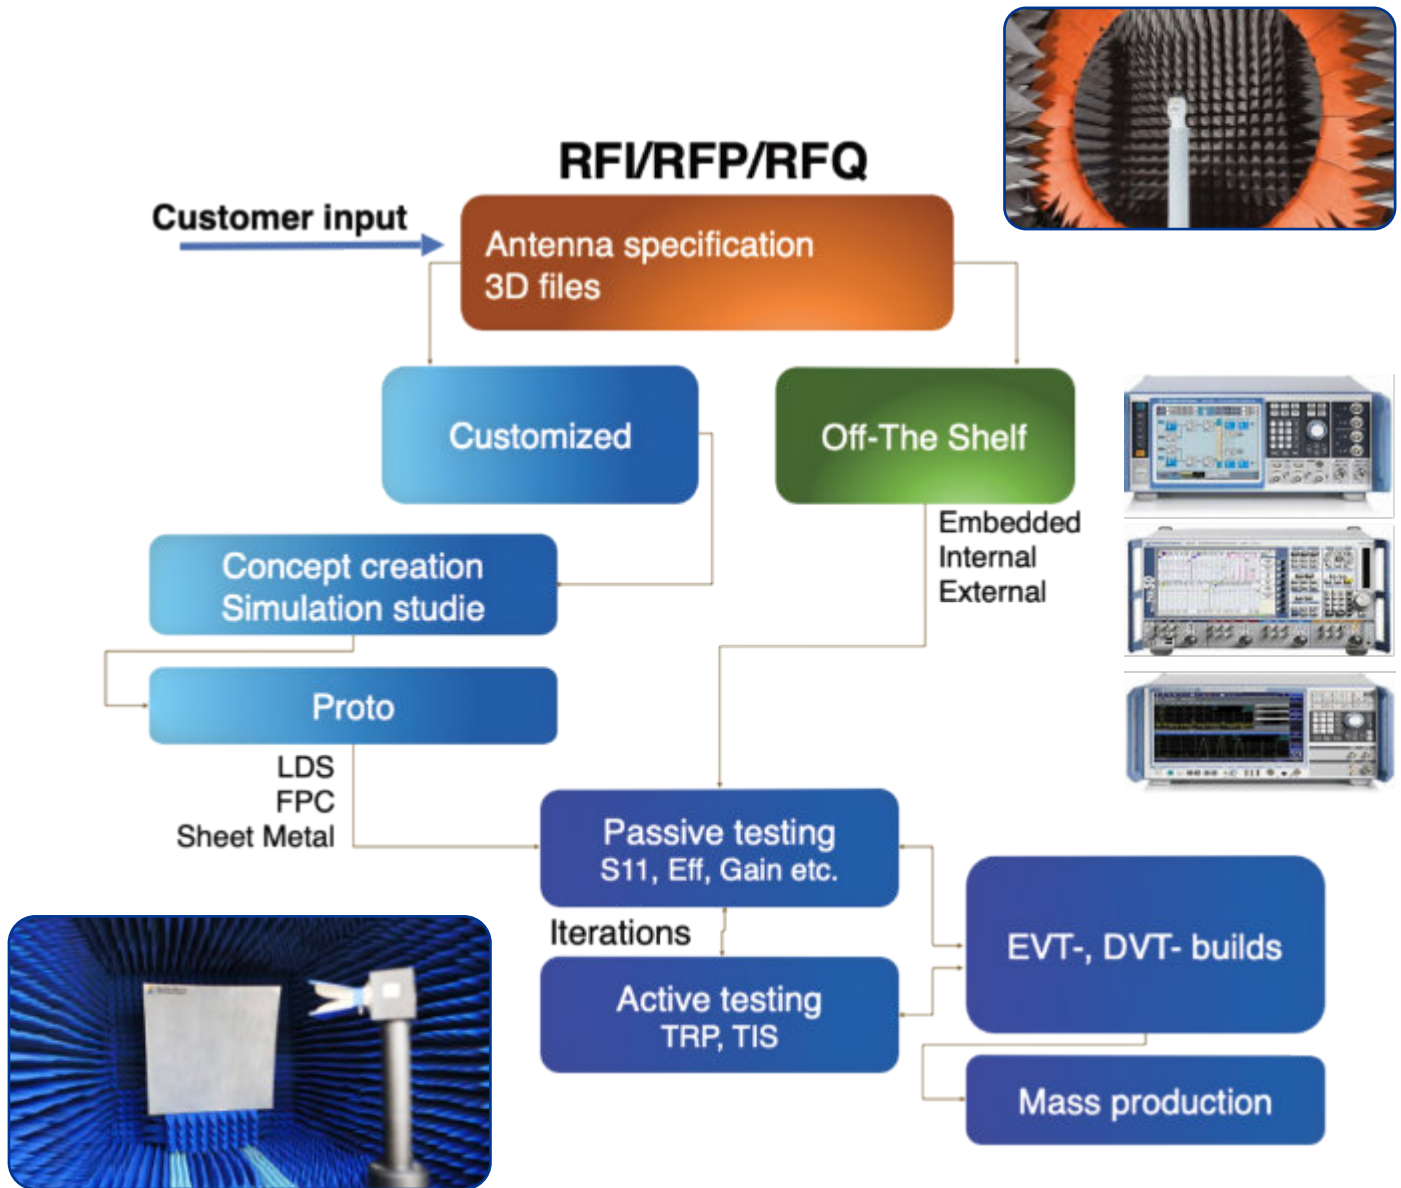 RFI/RFP/RFQ
Customer input
Antenna specification
3D files
Customized
Off-The Shelf
Embedded
Internal
External
Concept creation
Simulation studie
Proto
LDS
FPC
Sheet Metal
Passive testing
S11, Eff, Gain etc.
Iterations
Active testing
TRP, TIS
EVT-, DVT- builds
Mass production